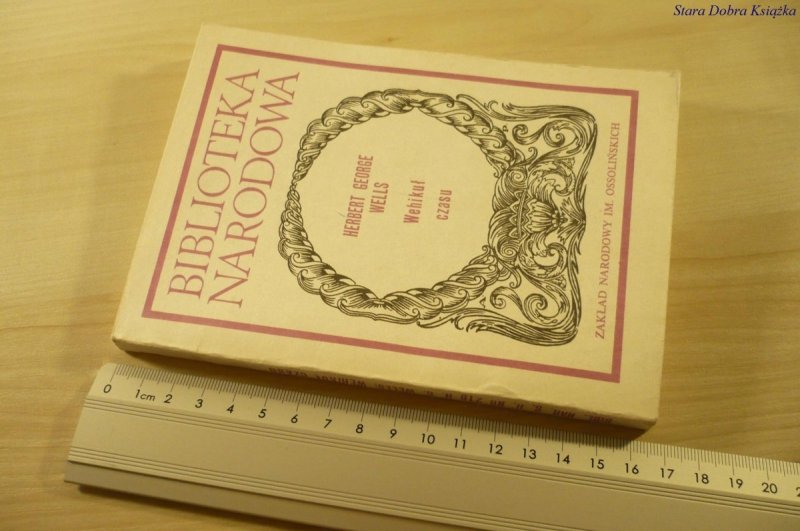 Stara Dobra Książka
BIBLIOTEKA
NARODOWA
HERBERT GEORGE
WELLS
Wehikuł
czasu
ZAKŁAD NARODOWY IM. OSSOLIŃSKICH
0 1cm 2 3 4 5 6 7 8 9 10 11 12 13 14 15 16 17 18 19 20